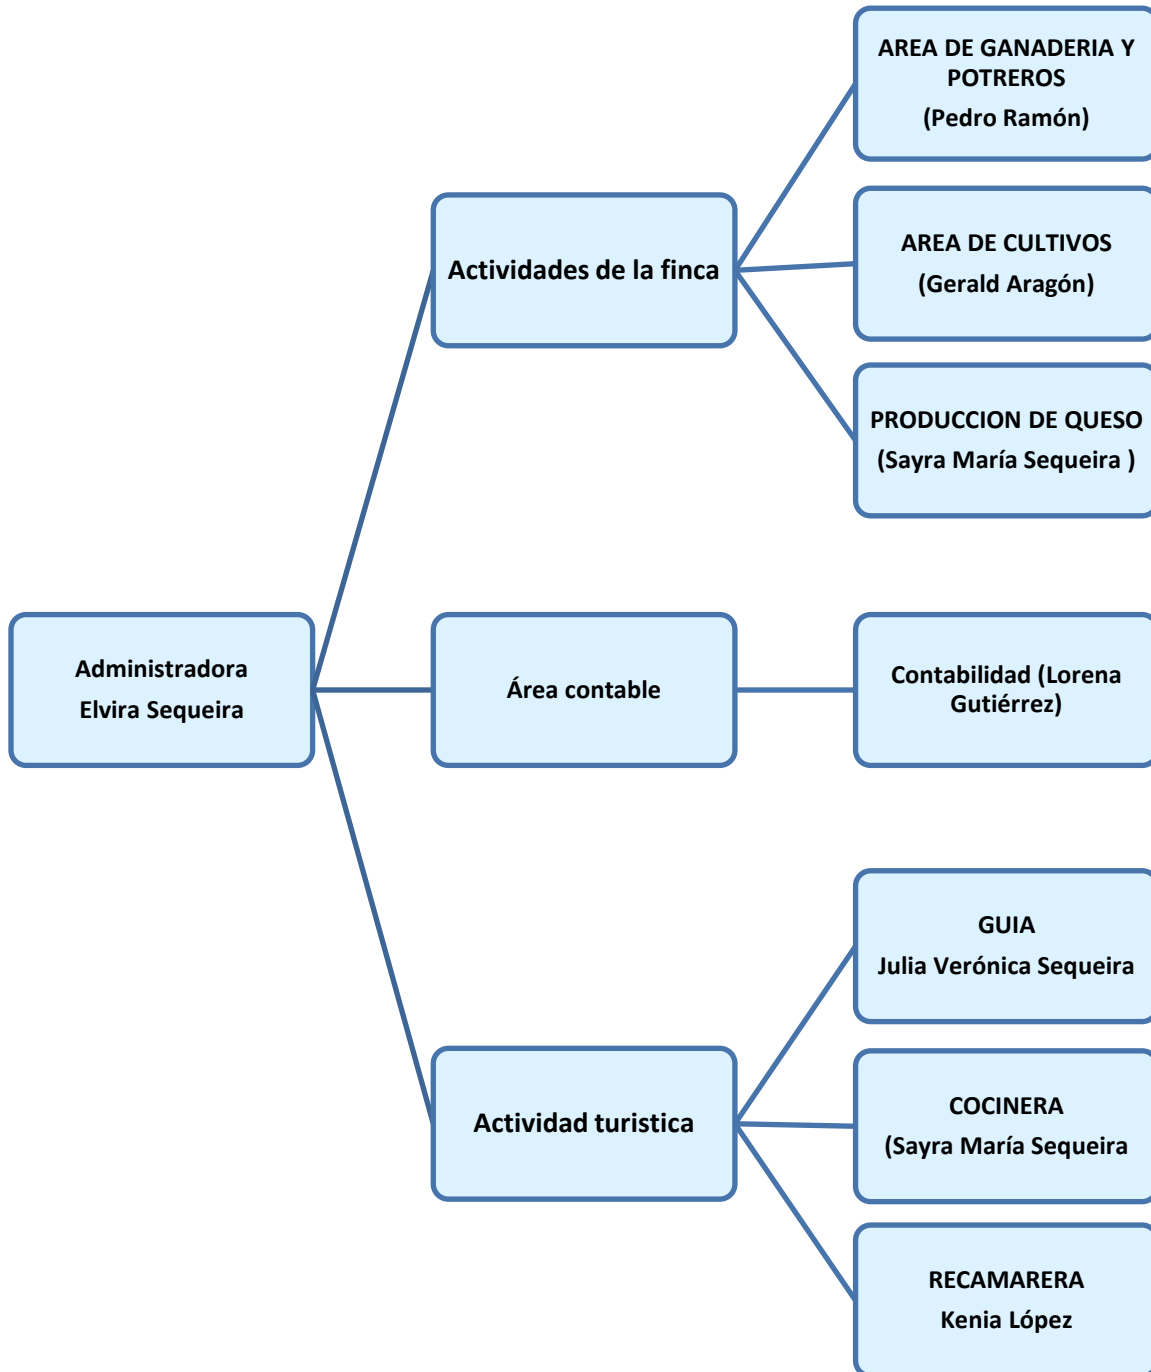 AREA DE GANADERIA Y
POTREROS
(Pedro Ramón)
Actividades de la finca
AREA DE CULTIVOS
(Gerald Aragón)
PRODUCCION DE QUESO
(Sayra María Sequeira )
Administradora
Elvira Sequeira
Área contable
Contabilidad (Lorena
Gutiérrez)
GUIA
Julia Verónica Sequeira
Actividad turistica
COCINERA
(Sayra María Sequeira
RECAMARERA
Kenia López